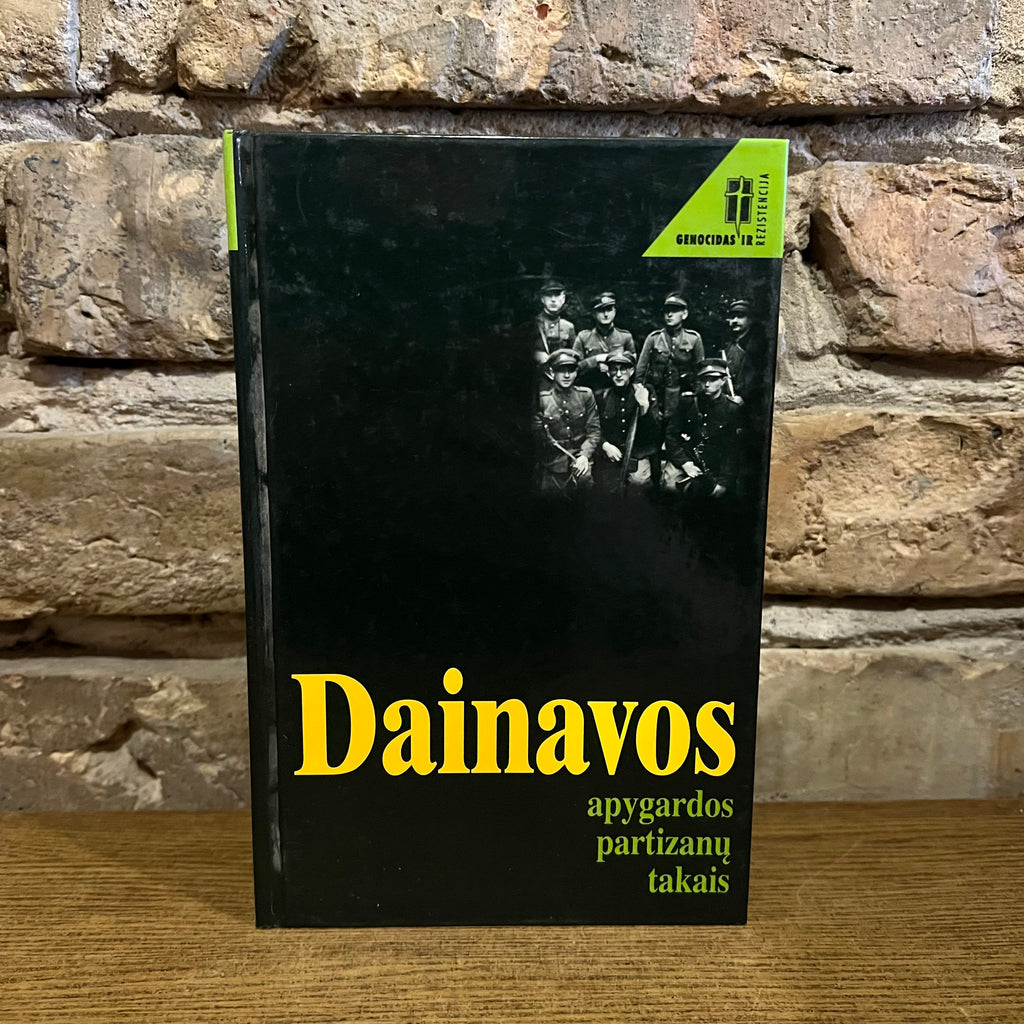 GENOCIDAS IR
REZISTENCIJA
Dainavos
apygardos
partizanų
takais